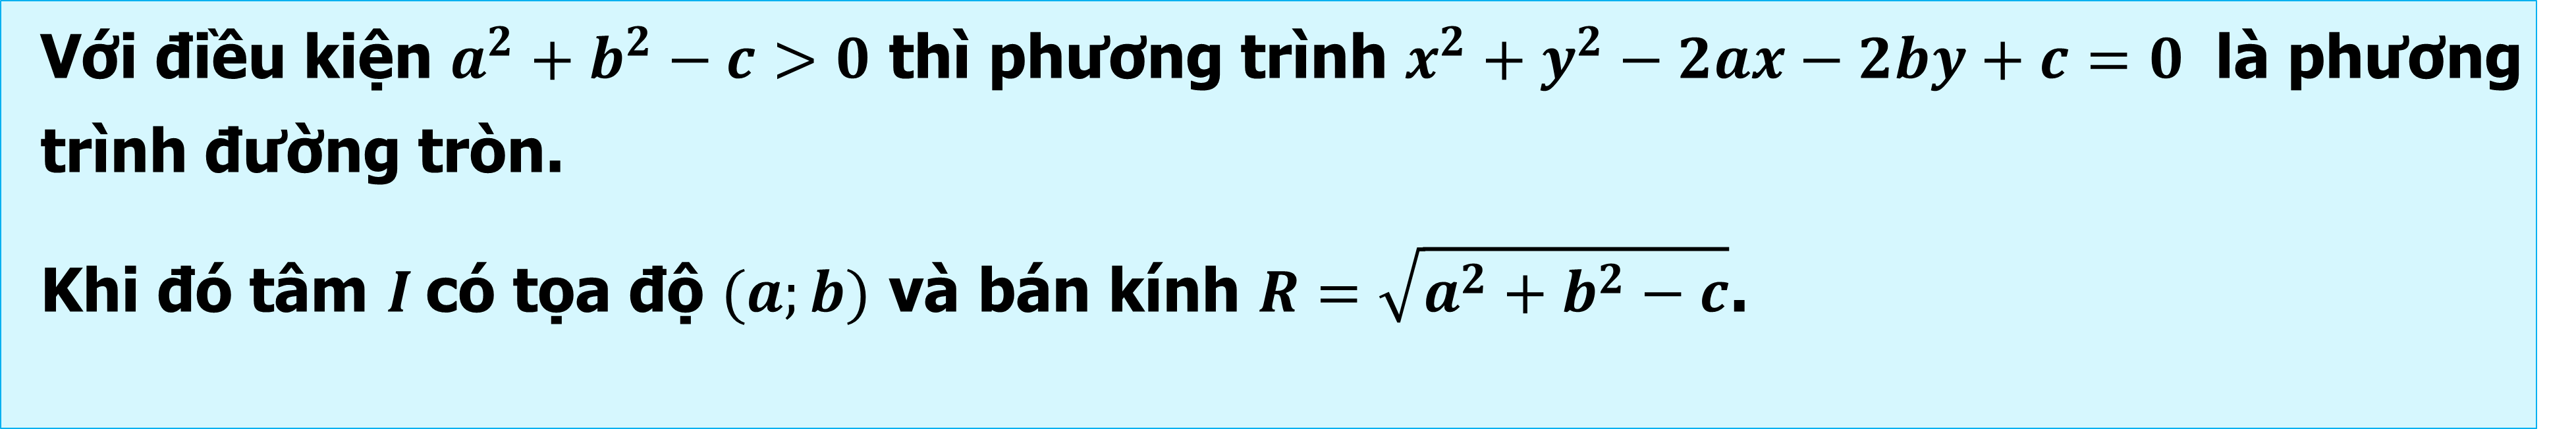 Với điều kiện a² + b² − c > 0 thì phương trình x² + y² − 2ax − 2by + c = 0 là phương
trình đường tròn.
Khi đó tâm I có tọa độ (a; b) và bán kính R = √(a² + b² − c).